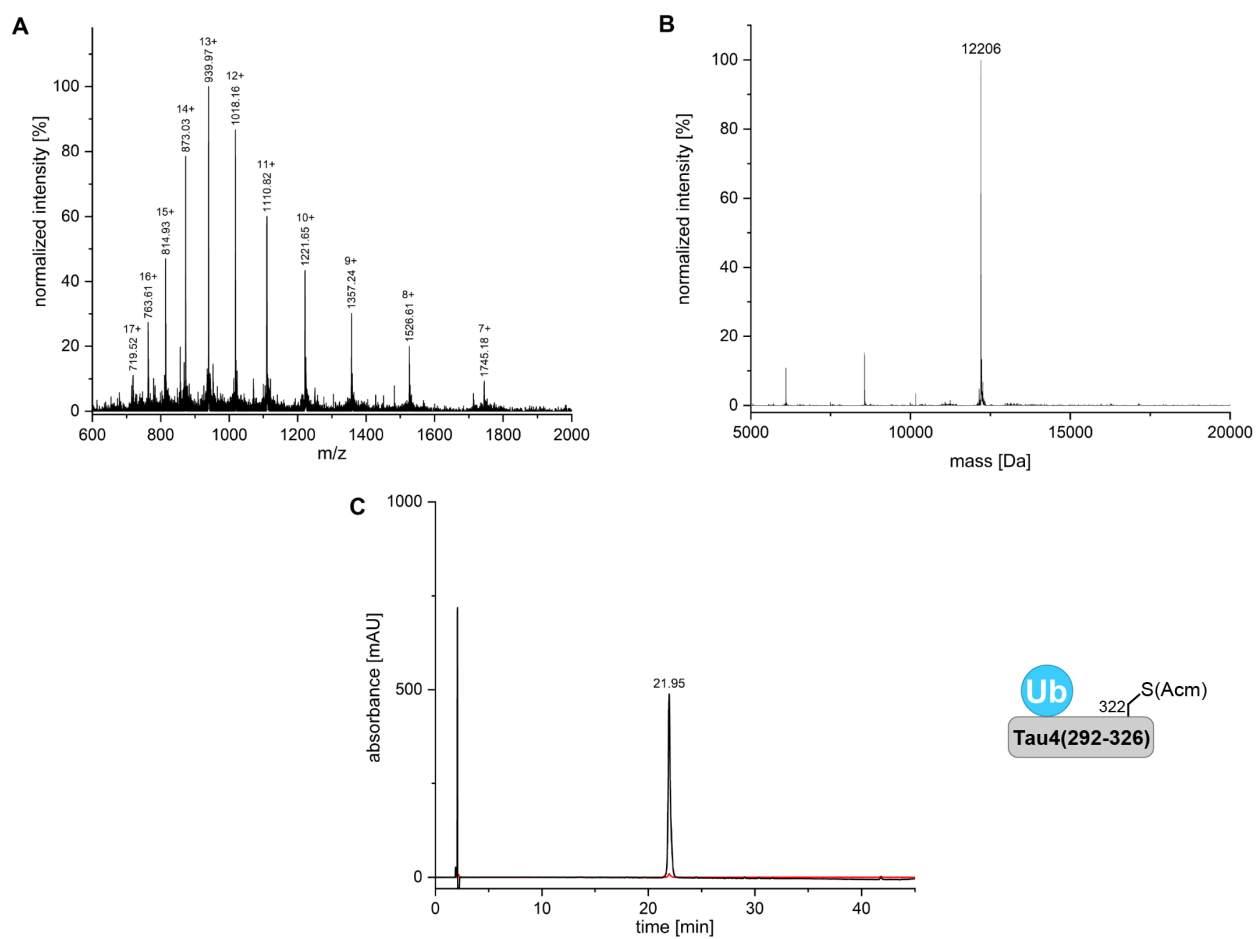 A
normalized intensity [%]
100
80
60
40
20
0
17+
719.52
16+
763.61
15+
814.93
14+
873.03
13+
939.97
12+
1018.16
11+
1110.82
10+
1221.65
9+
1357.24
8+
1526.61
7+
1745.18
600 800 1000 1200 1400 1600 1800 2000
m/z
B
normalized intensity [%]
100
80
60
40
20
0
12206
5000 10000 15000 20000
mass [Da]
C
absorbance [mAU]
1000
500
0
21.95
0 10 20 30 40
time [min]
Ub
322
S(Acm)
Tau4(292-326)